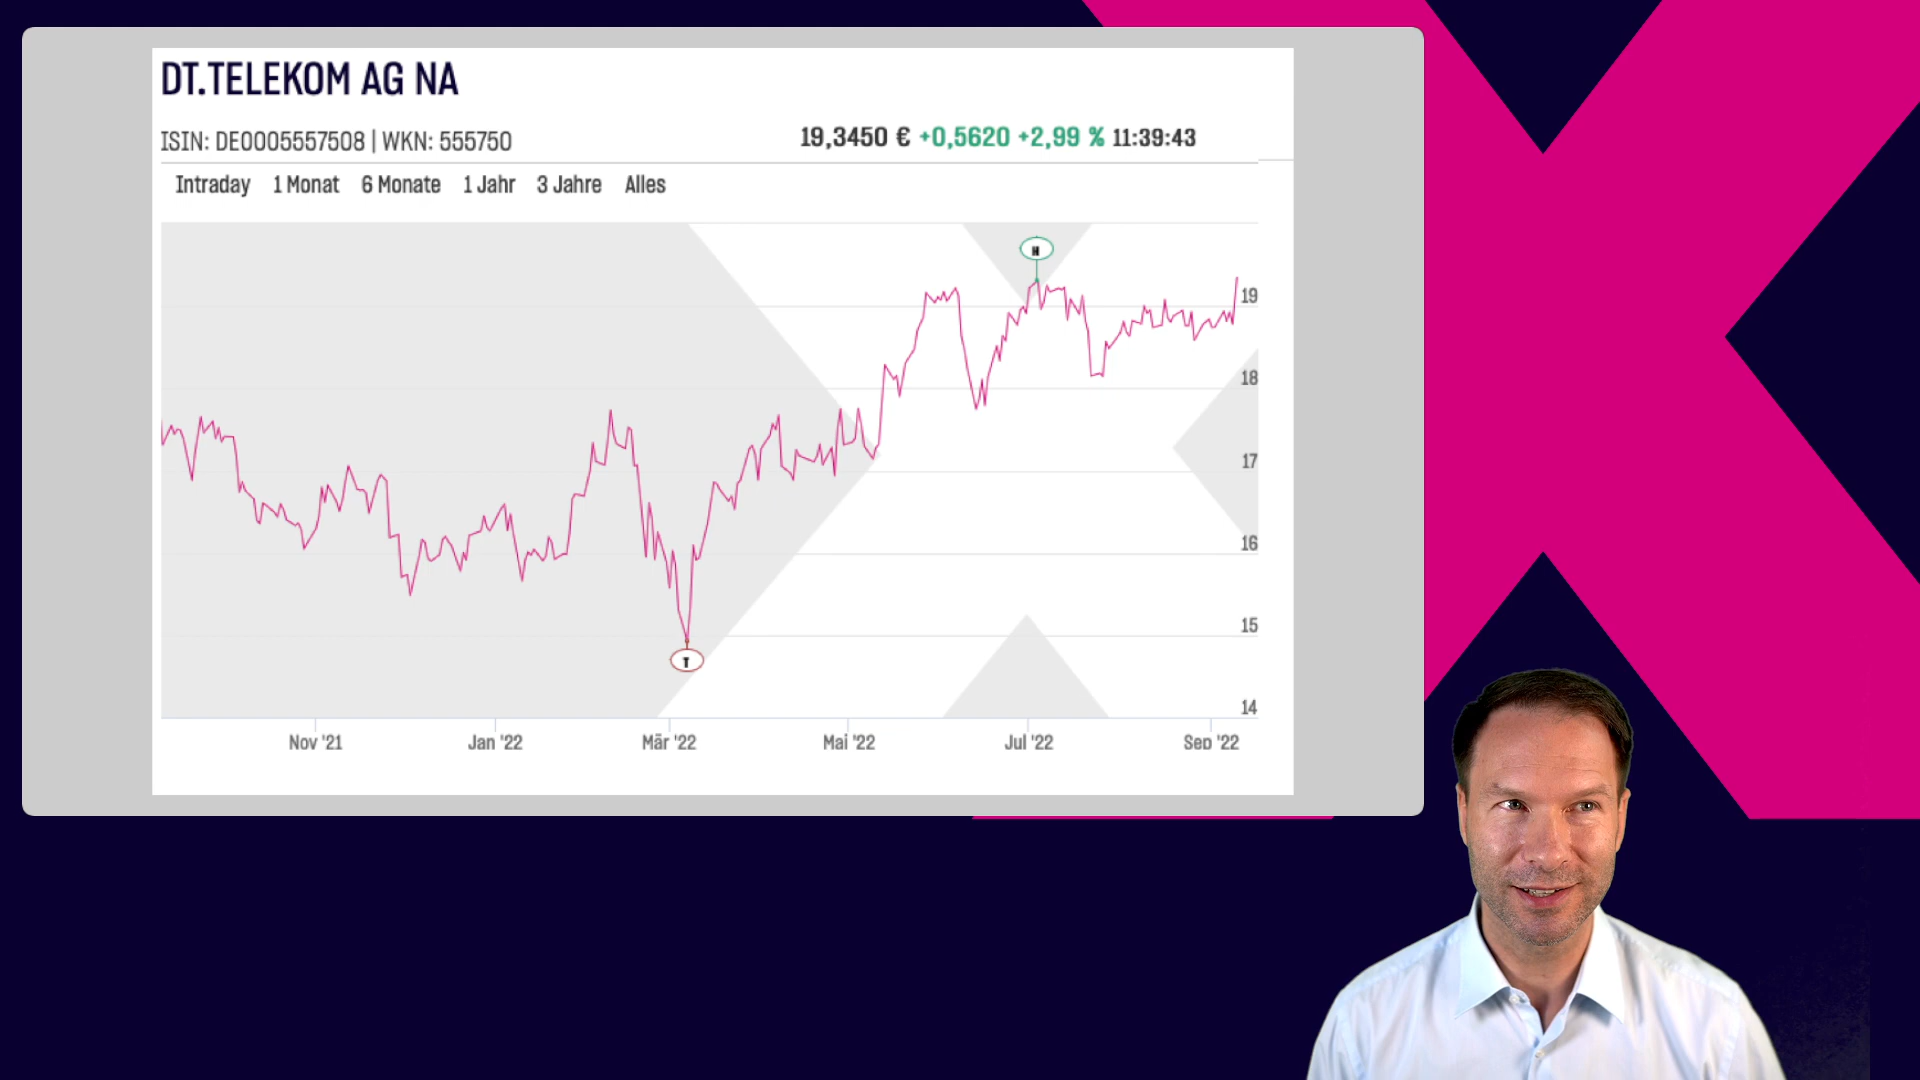 DT.TELEKOM AG NA
ISIN: DE0005557508 | WKN: 555750
19,3450 € +0,5620 +2,99 % 11:39:43
Intraday 1 Monat 6 Monate 1 Jahr 3 Jahre Alles
H
19
18
17
16
15
T
14
Nov '21 Jan '22 Mär '22 Mai '22 Jul '22 Sep '22